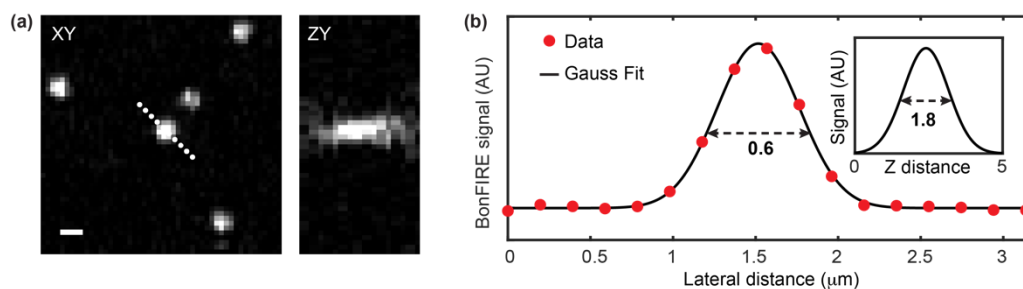 (a)
XY
ZY
(b)
Data
Gauss Fit
BonFIRE signal (AU)
0.6
0
0.5
1
1.5
2
2.5
3
Lateral distance (μm)
Signal (AU)
1.8
0
Z distance
5